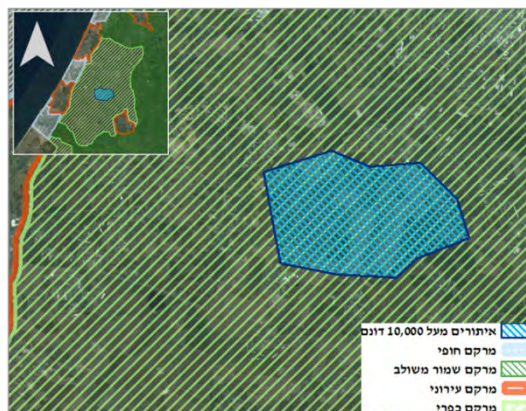 איתורים מעל 10,000 דונם
מרקם חופי
מרקם שמור משולב
מרקם עירוני
מרקם כפרי